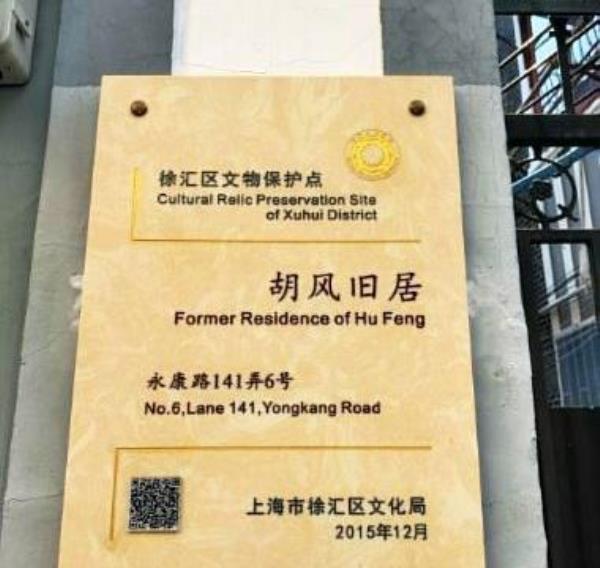 徐汇区文物保护点
Cultural Relic Preservation Site
of Xuhui District
胡风旧居
Former Residence of Hu Feng
永康路141弄6号
No.6,Lane 141,Yongkang Road
上海市徐汇区文化局
2015年12月